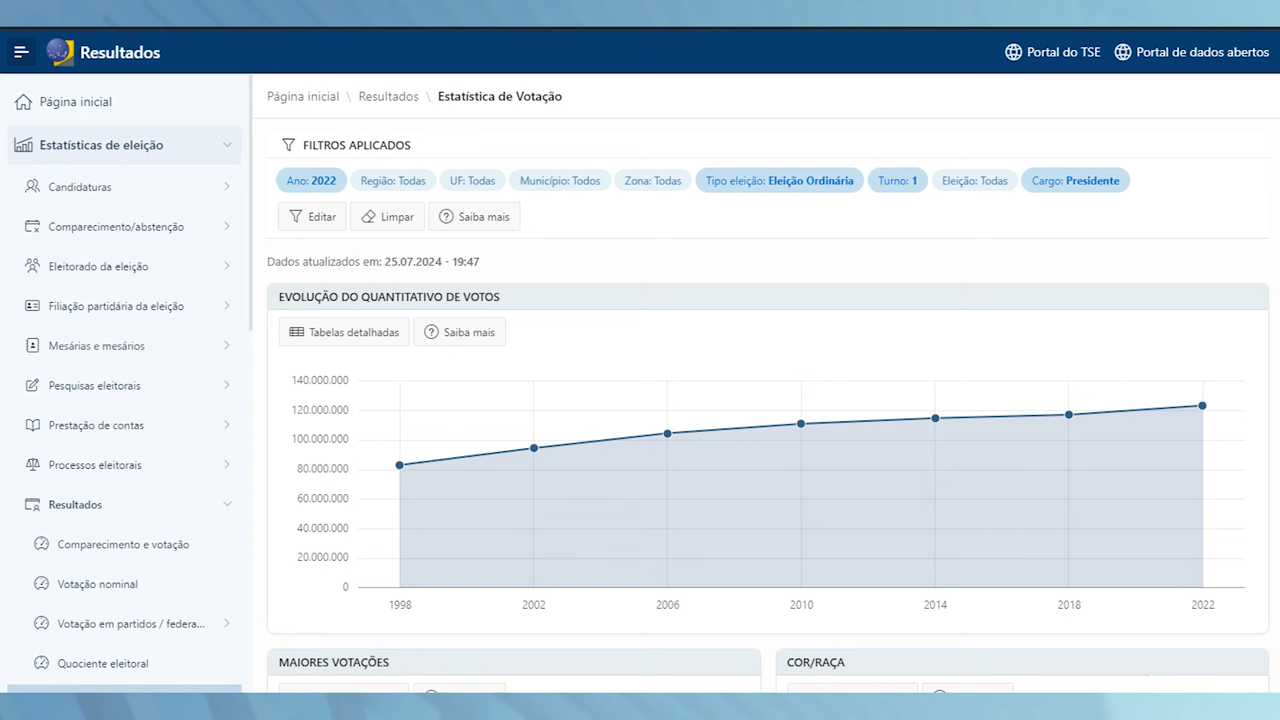 Resultados
Portal do TSE
Portal de dados abertos
Página inicial
Estatísticas de eleição
Candidaturas
Comparecimento/abstenção
Eleitorado da eleição
Filiação partidária da eleição
Mesárias e mesários
Pesquisas eleitorais
Prestação de contas
Processos eleitorais
Resultados
Comparecimento e votação
Votação nominal
Votação em partidos / federa...
Quociente eleitoral
Página inicial \ Resultados \ Estatística de Votação
FILTROS APLICADOS
Ano: 2022
Região: Todas
UF: Todas
Município: Todos
Zona: Todas
Tipo eleição: Eleição Ordinária
Turno: 1
Eleição: Todas
Cargo: Presidente
Editar
Limpar
Saiba mais
Dados atualizados em: 25.07.2024 - 19:47
EVOLUÇÃO DO QUANTITATIVO DE VOTOS
Tabelas detalhadas
Saiba mais
140.000.000
120.000.000
100.000.000
80.000.000
60.000.000
40.000.000
20.000.000
0
1998 2002 2006 2010 2014 2018 2022
MAIORES VOTAÇÕES
COR/RAÇA